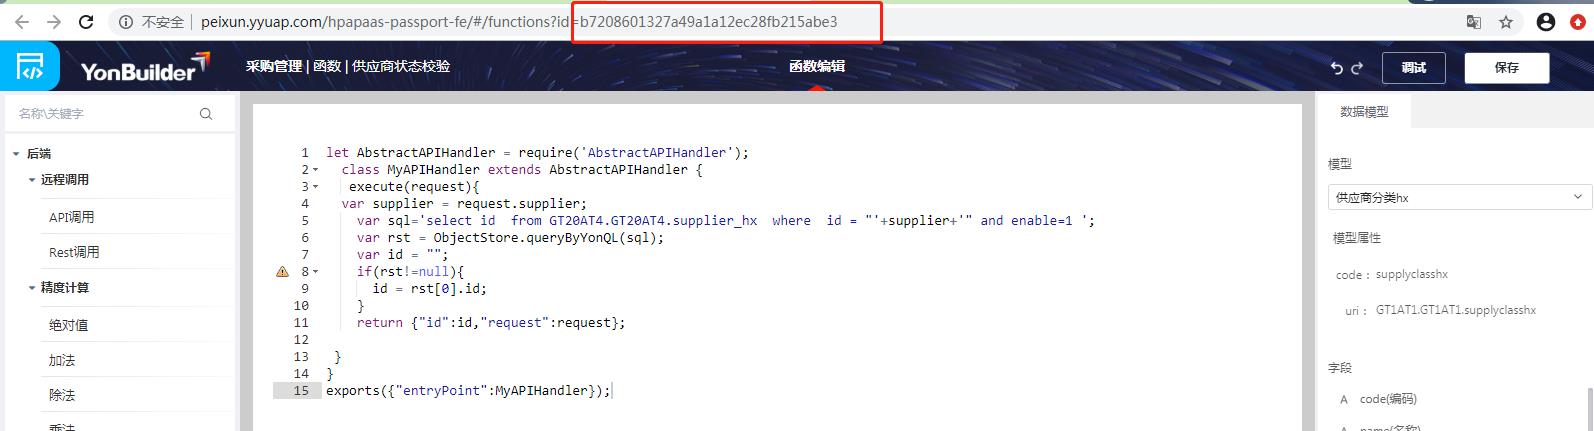 不安全 | peixun.yyuap.com/hpapaas-passport-fe/#/functions?id=b7208601327a49a1a12ec28fb215abe3
YonBuilder 采购管理 | 函数 | 供应商状态校验 函数编辑 调试 保存
名称\关键字
后端
远程调用
API调用
Rest调用
精度计算
绝对值
加法
除法
乘法
1 let AbstractAPIHandler = require('AbstractAPIHandler');
2 class MyAPIHandler extends AbstractAPIHandler {
3 execute(request){
4 var supplier = request.supplier;
5 var sql='select id  from GT20AT4.GT20AT4.supplier_hx  where  id = "'+supplier+'" and enable=1 ';
6 var rst = ObjectStore.queryByYonQL(sql);
7 var id = "";
8 if(rst!=null){
9 id = rst[0].id;
10 }
11 return {"id":id,"request":request};
12
13 }
14 }
15 exports({"entryPoint":MyAPIHandler});
数据模型
模型
供应商分类hx
模型属性
code： supplyclasshx
uri： GT1AT1.GT1AT1.supplyclasshx
字段
A code(编码)
A name(名称)